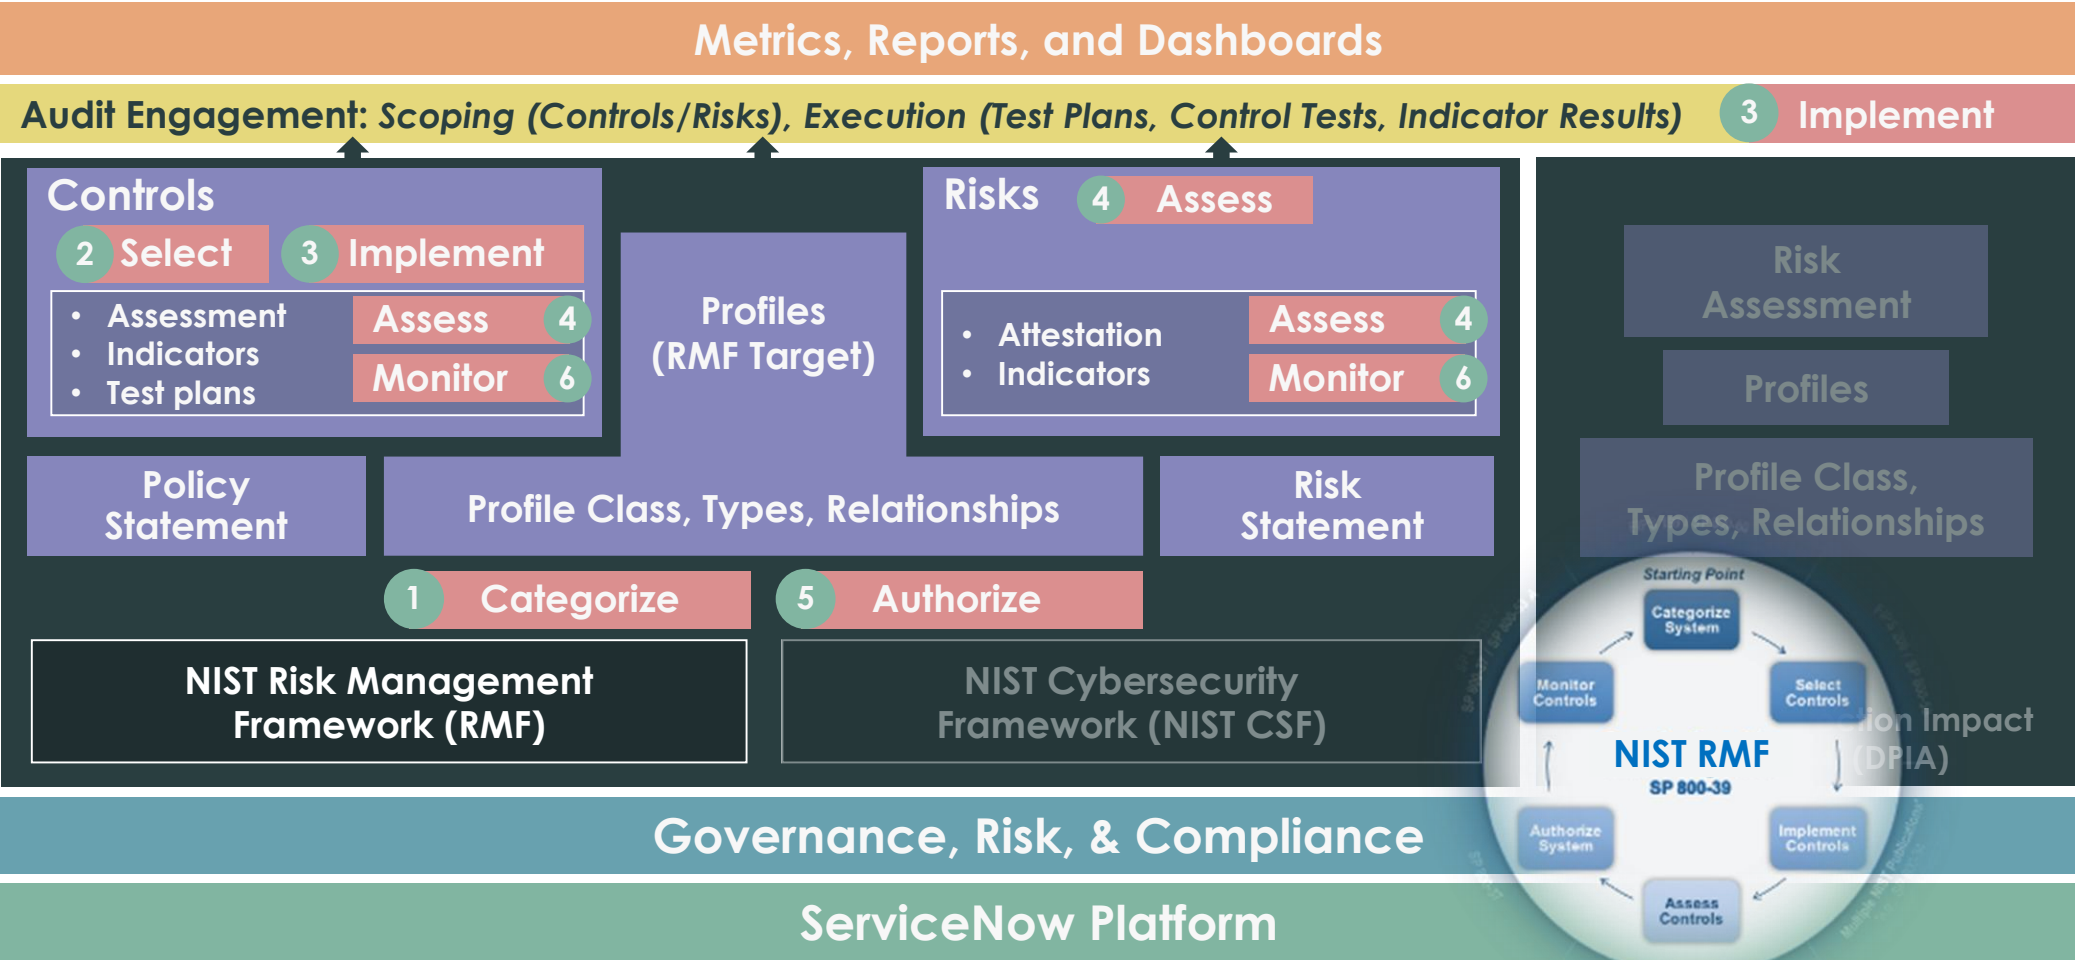 Metrics, Reports, and Dashboards
Audit Engagement: Scoping (Controls/Risks), Execution (Test Plans, Control Tests, Indicator Results)
3 Implement
Controls
2 Select
3 Implement
• Assessment
• Indicators
• Test plans
Assess 4
Monitor 6
Profiles
(RMF Target)
Risks
4 Assess
• Attestation
• Indicators
Assess 4
Monitor 6
Policy
Statement
Profile Class, Types, Relationships
Risk
Statement
1 Categorize
5 Authorize
NIST Risk Management
Framework (RMF)
NIST Cybersecurity
Framework (NIST CSF)
Risk
Assessment
Profiles
Profile Class,
Types, Relationships
Starting Point
Categorize
System
Select
Controls
Implement
Controls
Assess
Controls
Authorize
System
Monitor
Controls
NIST RMF
SP 800-39
Impact
(DPIA)
Governance, Risk, & Compliance
ServiceNow Platform